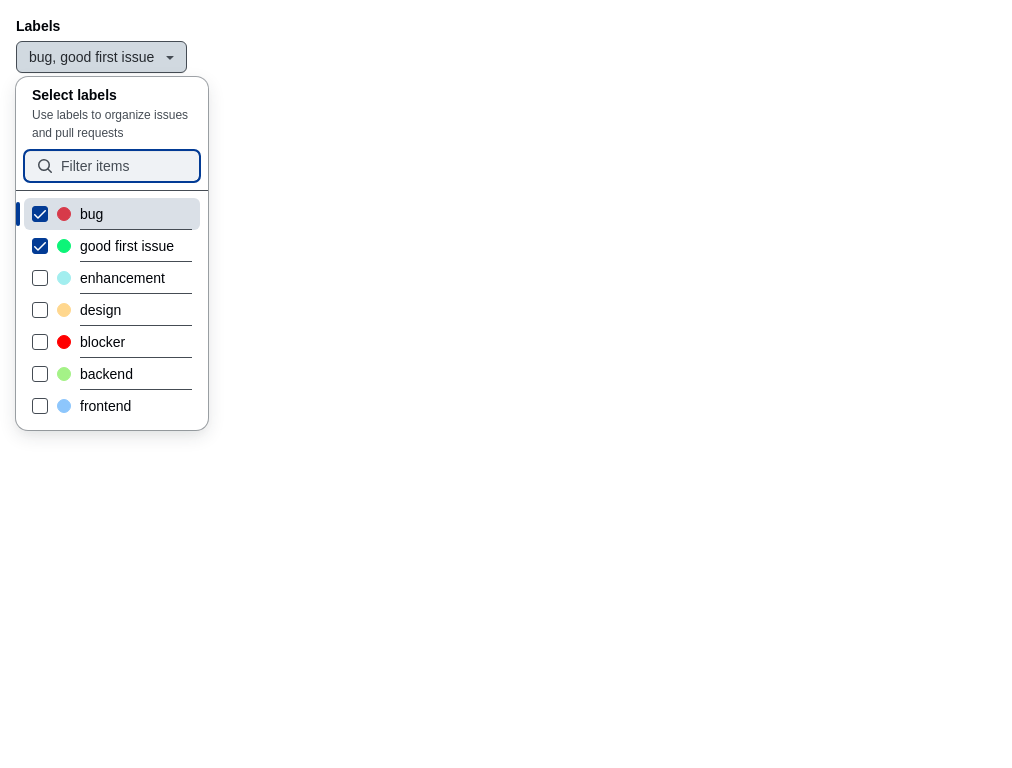 Labels
bug, good first issue
Select labels
Use labels to organize issues
and pull requests
Filter items
bug
good first issue
enhancement
design
blocker
backend
frontend